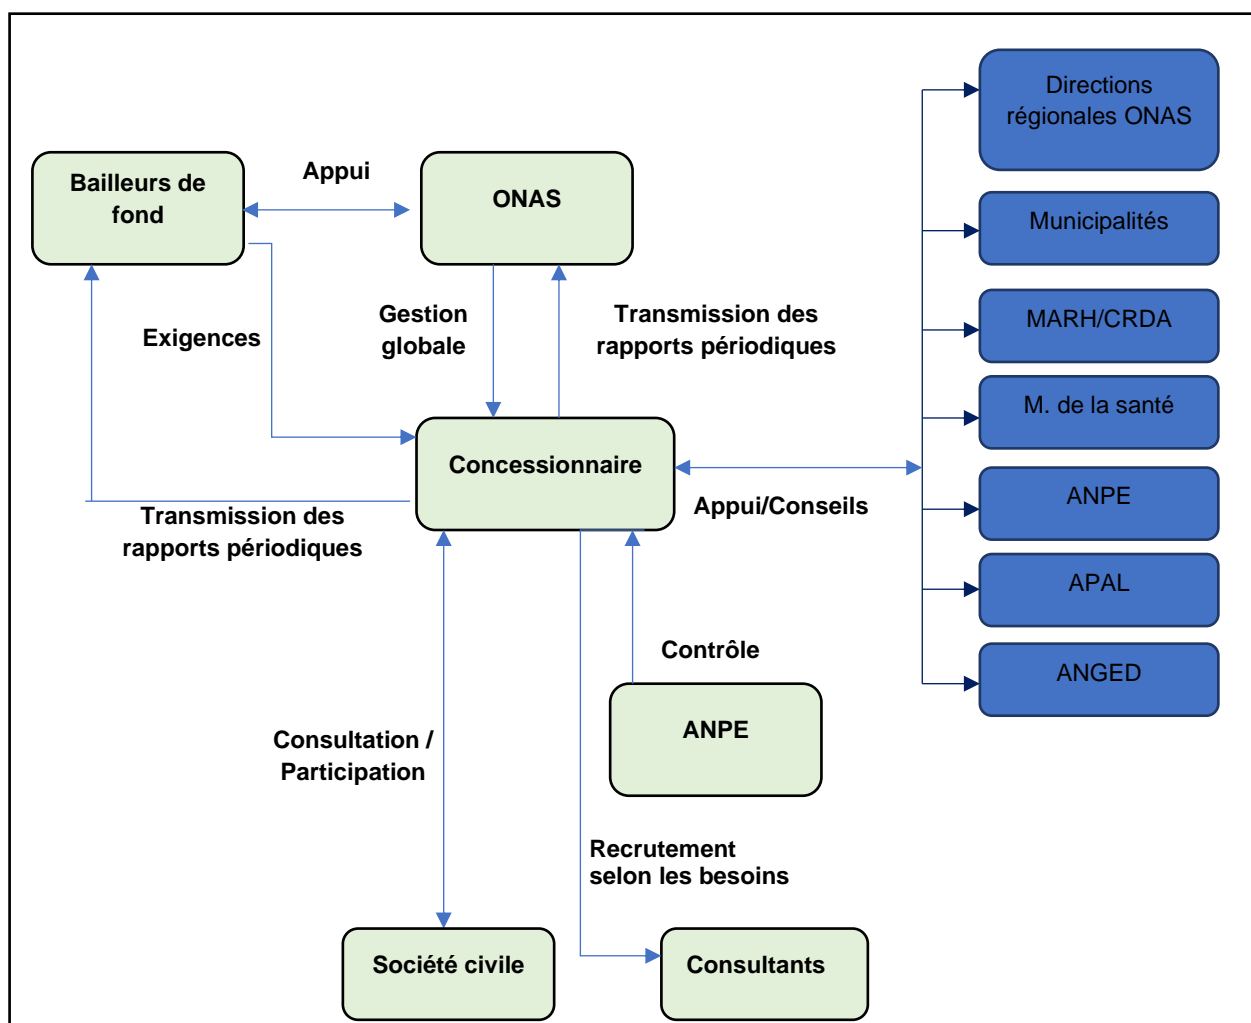 Directions
régionales ONAS
Bailleurs de
fond
Appui
ONAS
Municipalités
Exigences
Gestion
globale
Transmission des
rapports périodiques
MARH/CRDA
M. de la santé
Concessionnaire
Appui/Conseils
Transmission des
rapports périodiques
ANPE
APAL
Contrôle
ANGED
ANPE
Consultation /
Participation
Recrutement
selon les besoins
Société civile
Consultants